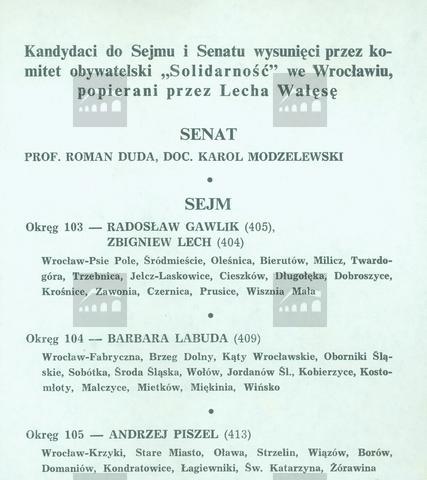 Kandydaci do Sejmu i Senatu wysunięci przez ko-
mitet obywatelski „Solidarność” we Wrocławiu,
popierani przez Lecha Wałęsę
SENAT
PROF. ROMAN DUDA, DOC. KAROL MODZELEWSKI
•
SEJM
Okręg 103 — RADOSŁAW GAWLIK (405),
ZBIGNIEW LECH (404)
Wrocław-Psie Pole, Śródmieście, Oleśnica, Bierutów, Milicz, Twardo-
góra, Trzebnica, Jelcz-Laskowice, Cieszków, Długołęka, Dobroszyce,
Krośnice, Zawonia, Czernica, Prusice, Wisznia Mała
•
Okręg 104 — BARBARA LABUDA (409)
Wrocław-Fabryczna, Brzeg Dolny, Kąty Wrocławskie, Oborniki Ślą-
skie, Sobótka, Środa Śląska, Wołów, Jordanów Śl., Kobierzyce, Kosto-
młoty, Malczyce, Mietków, Miękinia, Wińsko
•
Okręg 105 — ANDRZEJ PISZEL (413)
Wrocław-Krzyki, Stare Miasto, Oława, Strzelin, Wiązów, Borów,
Domaniów, Kondratowice, Łagiewniki, Św. Katarzyna, Żórawina